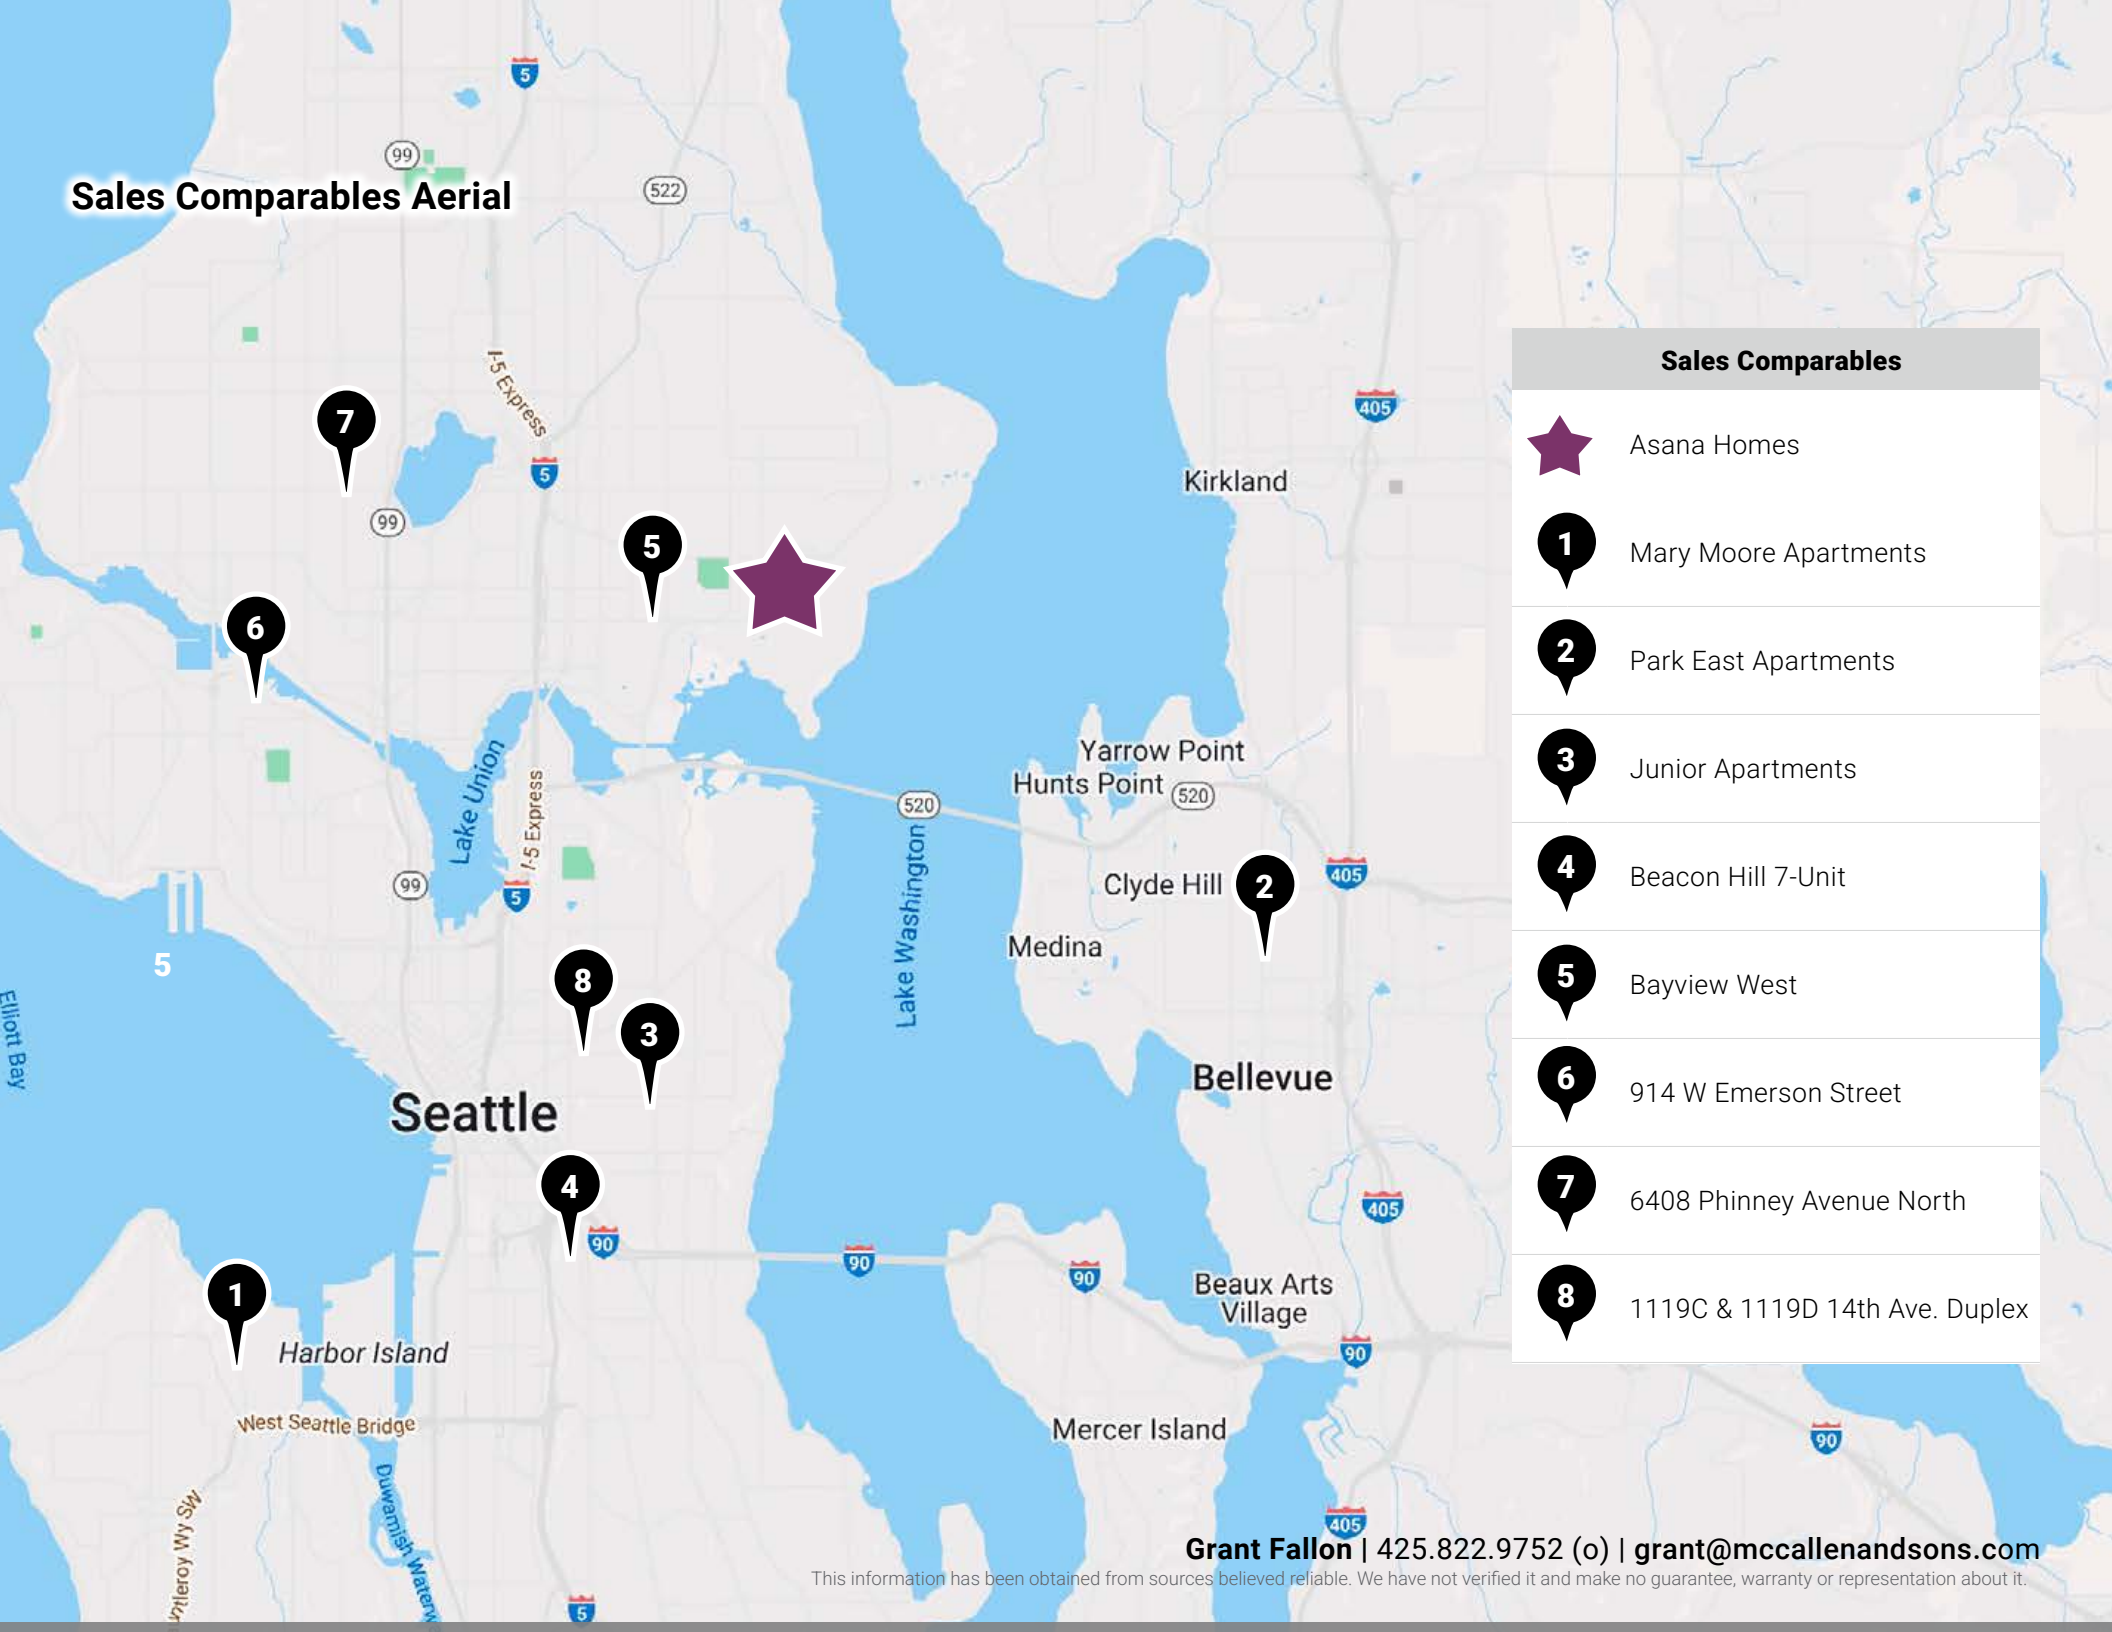 5
99
Sales Comparables Aerial
522
I-5 Express
7
405
5
Kirkland
99
5
6
Yarrow Point
Hunts Point
520
520
Lake Union
I-5 Express
Lake Washington
99
5
Clyde Hill
2
405
Medina
5
Elliott Bay
8
3
Bellevue
Seattle
4
90
90
90
405
1
Beaux Arts
Village
Harbor Island
90
West Seattle Bridge
Mercer Island
90
Duwamish Waterw
untleroy Wy SW
405
5
Sales Comparables
Asana Homes
1 Mary Moore Apartments
2 Park East Apartments
3 Junior Apartments
4 Beacon Hill 7-Unit
5 Bayview West
6 914 W Emerson Street
7 6408 Phinney Avenue North
8 1119C & 1119D 14th Ave. Duplex
Grant Fallon | 425.822.9752 (o) | grant@mccallenandsons.com
This information has been obtained from sources believed reliable. We have not verified it and make no guarantee, warranty or representation about it.